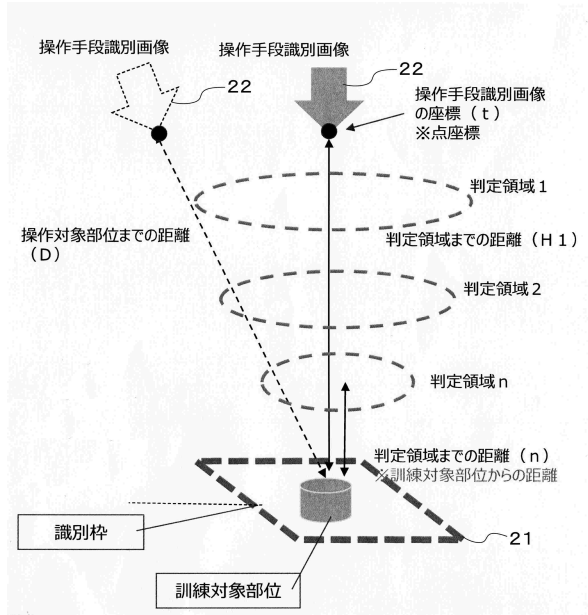 操作手段識別画像
22
操作手段識別画像
22
操作手段識別画像
の座標（ｔ）
※点座標
判定領域１
操作対象部位までの距離
（Ｄ）
判定領域までの距離（Ｈ１）
判定領域２
判定領域ｎ
判定領域までの距離（ｎ）
※訓練対象部位からの距離
識別枠
21
訓練対象部位